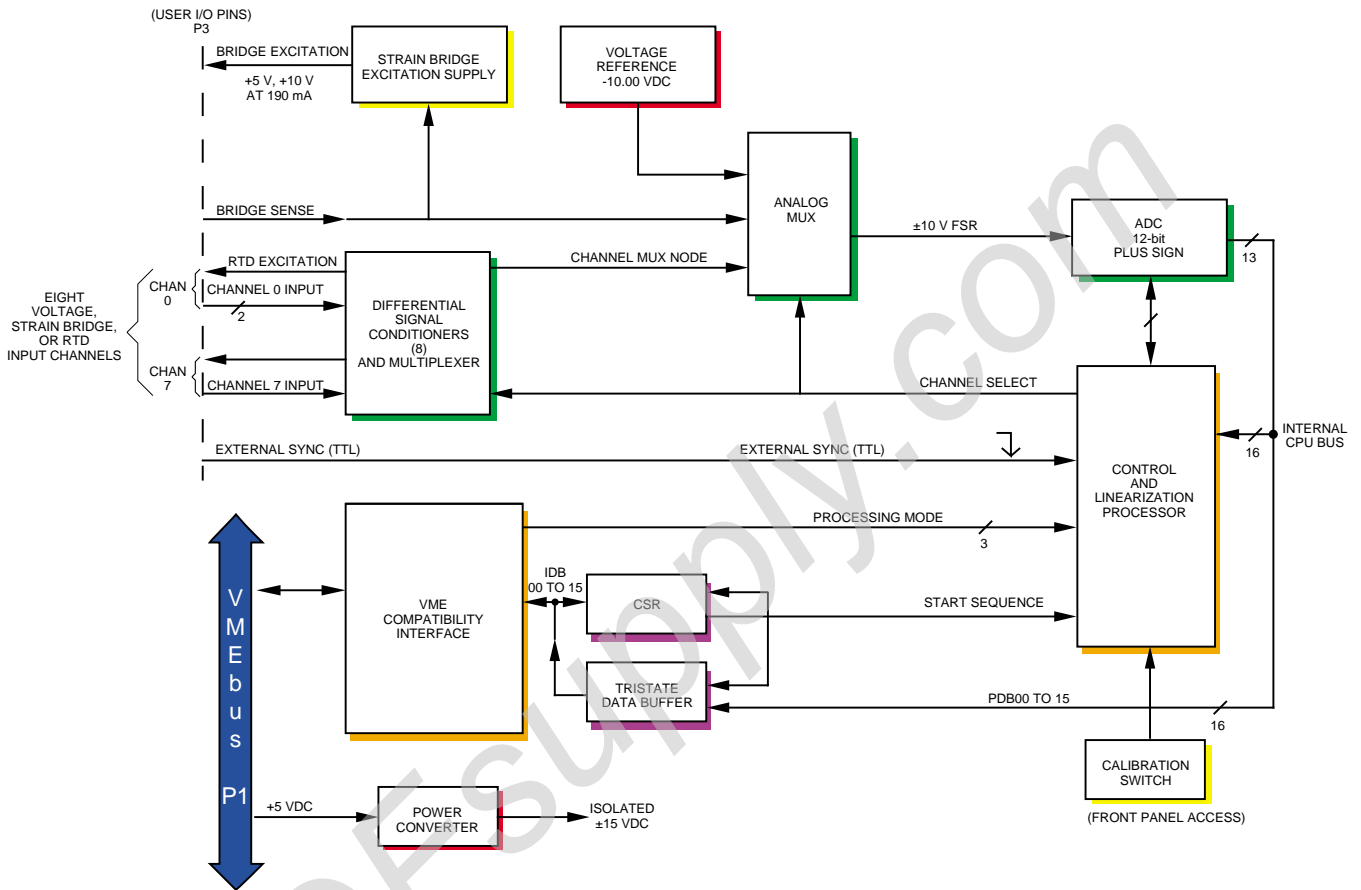 (USER I/O PINS)
P3
BRIDGE EXCITATION
+5 V, +10 V
AT 190 mA
STRAIN BRIDGE
EXCITATION SUPPLY
VOLTAGE
REFERENCE
-10.00 VDC
BRIDGE SENSE
ANALOG
MUX
±10 V FSR
ADC
12-bit
PLUS SIGN
13
RTD EXCITATION
CHANNEL MUX NODE
CHAN
0
CHANNEL 0 INPUT
2
EIGHT
VOLTAGE,
STRAIN BRIDGE,
OR RTD
INPUT CHANNELS
DIFFERENTIAL
SIGNAL
CONDITIONERS
(8)
AND MULTIPLEXER
CHAN
7
CHANNEL 7 INPUT
CHANNEL SELECT
EXTERNAL SYNC (TTL)
EXTERNAL SYNC (TTL)
16
INTERNAL
CPU BUS
CONTROL
AND
LINEARIZATION
PROCESSOR
PROCESSING MODE
3
VMEbus P1
VME
COMPATIBILITY
INTERFACE
IDB
00 TO 15
CSR
START SEQUENCE
TRISTATE
DATA BUFFER
PDB00 TO 15
16
CALIBRATION
SWITCH
(FRONT PANEL ACCESS)
+5 VDC
POWER
CONVERTER
ISOLATED
±15 VDC
Fsupply.com